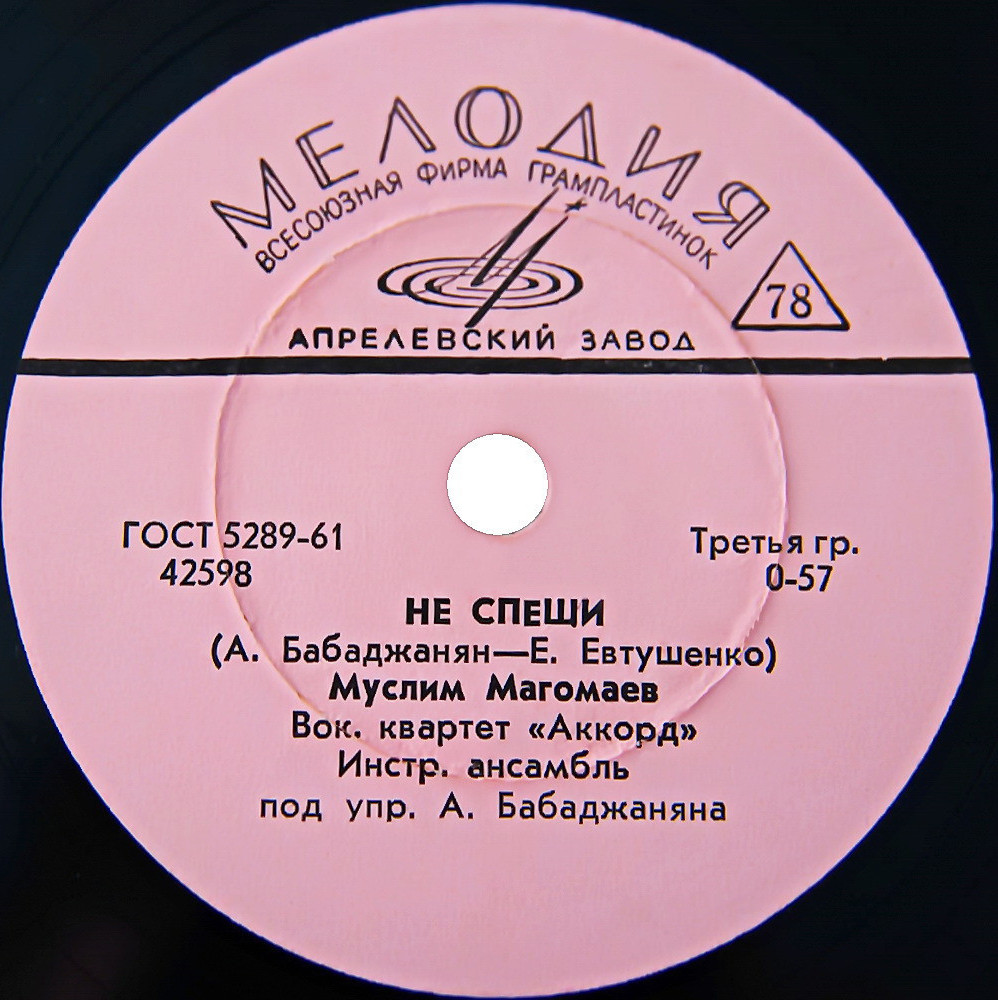 МЕЛОДИЯ
ВСЕСОЮЗНАЯ ФИРМА ГРАМПЛАСТИНОК
78
АПРЕЛЕВСКИЙ ЗАВОД
ГОСТ 5289-61
Третья гр.
42598
0-57
НЕ СПЕШИ
(А. Бабаджанян—Е. Евтушенко)
Муслим Магомаев
Вок. квартет «Аккорд»
Инстр. ансамбль
под упр. А. Бабаджаняна